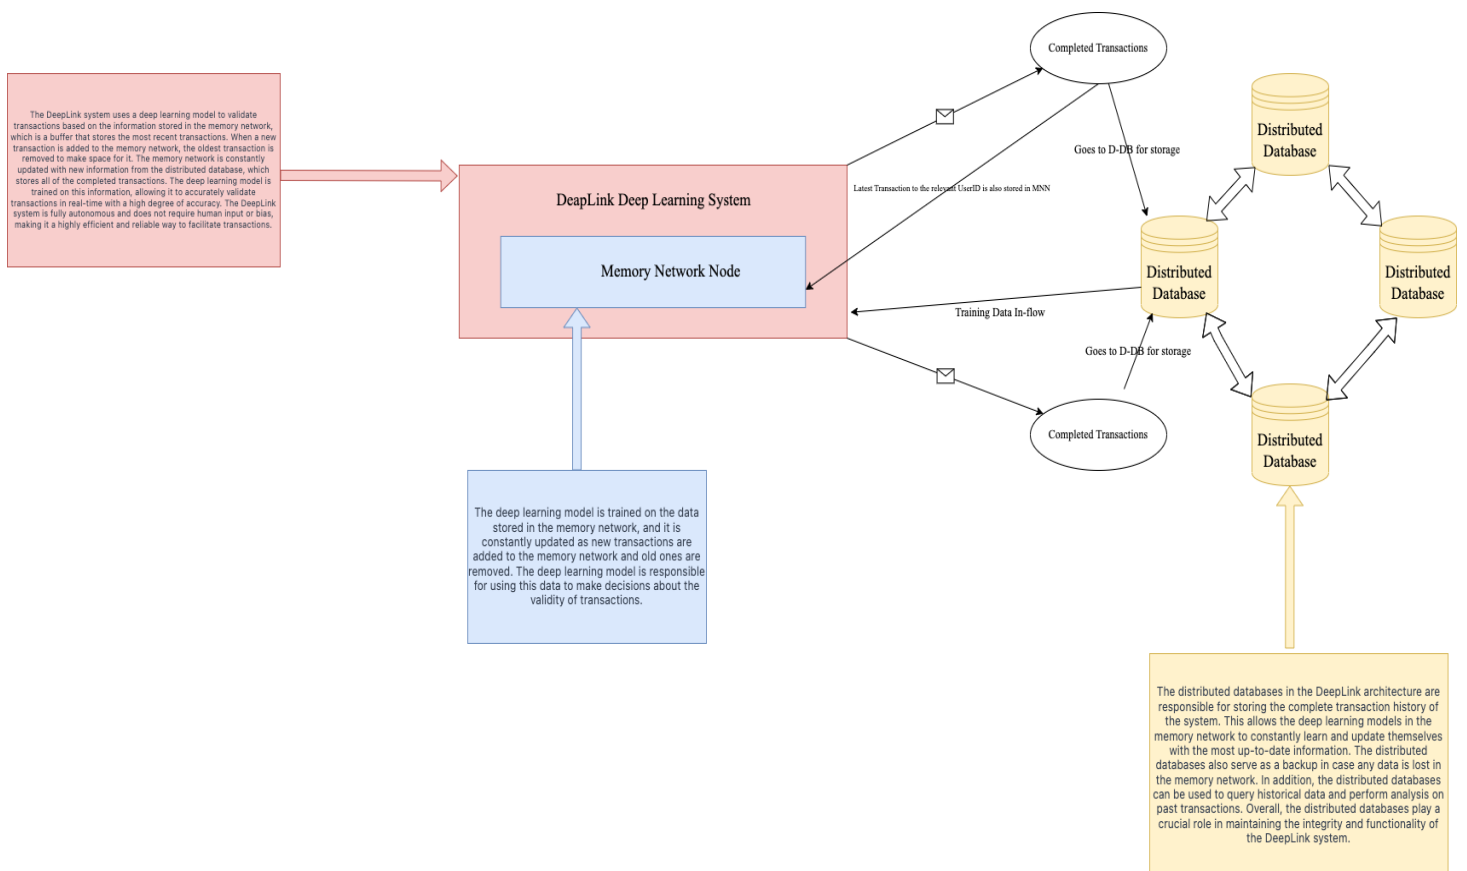 The DeepLink system uses a deep learning model to validate
transactions based on the information stored in the memory network,
which is a buffer that stores the most recent transactions. When a new
transaction is added to the memory network, the oldest transaction is
removed to make space for it. The memory network is constantly
updated with new information from the distributed database, which
stores all of the completed transactions. The deep learning model is
trained on this information, allowing it to accurately validate
transactions in real-time with a high degree of accuracy. The DeepLink
system is fully autonomous and does not require human input or bias,
making it a highly efficient and reliable way to facilitate transactions.
DeapLink Deep Learning System
Memory Network Node
Completed Transactions
Goes to D-DB for storage
Latest Transaction to the relevant UserID is also stored in MNN
Training Data In-flow
Goes to D-DB for storage
Completed Transactions
Distributed
Database
Distributed
Database
Distributed
Database
Distributed
Database
The deep learning model is trained on the data
stored in the memory network, and it is
constantly updated as new transactions are
added to the memory network and old ones are
removed. The deep learning model is responsible
for using this data to make decisions about the
validity of transactions.
The distributed databases in the DeepLink architecture are
responsible for storing the complete transaction history of
the system. This allows the deep learning models in the
memory network to constantly learn and update themselves
with the most up-to-date information. The distributed
databases also serve as a backup in case any data is lost in
the memory network. In addition, the distributed databases
can be used to query historical data and perform analysis on
past transactions. Overall, the distributed databases play a
crucial role in maintaining the integrity and functionality of
the DeepLink system.